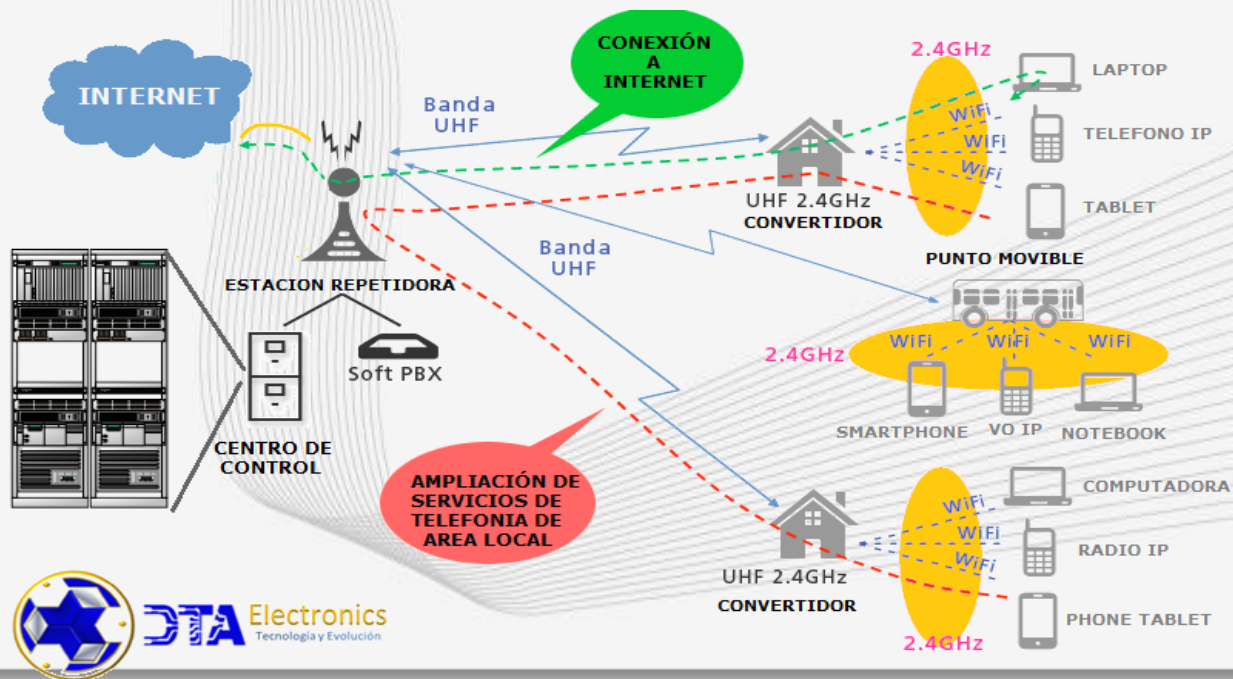 INTERNET
CONEXIÓN
A
INTERNET
Banda
UHF
2.4GHz
LAPTOP
WiFi
TELEFONO IP
WiFi
WiFi
TABLET
UHF 2.4GHz
CONVERTIDOR
Banda
UHF
PUNTO MOVIBLE
ESTACION REPETIDORA
WiFi
WiFi
WiFi
2.4GHz
Soft PBX
SMARTPHONE
VO IP
NOTEBOOK
CENTRO DE
CONTROL
AMPLIACIÓN DE
SERVICIOS DE
TELEFONIA DE
AREA LOCAL
COMPUTADORA
WiFi
WiFi
RADIO IP
WiFi
UHF 2.4GHz
CONVERTIDOR
PHONE TABLET
2.4GHz
DTA Electronics
Tecnología y Evolución